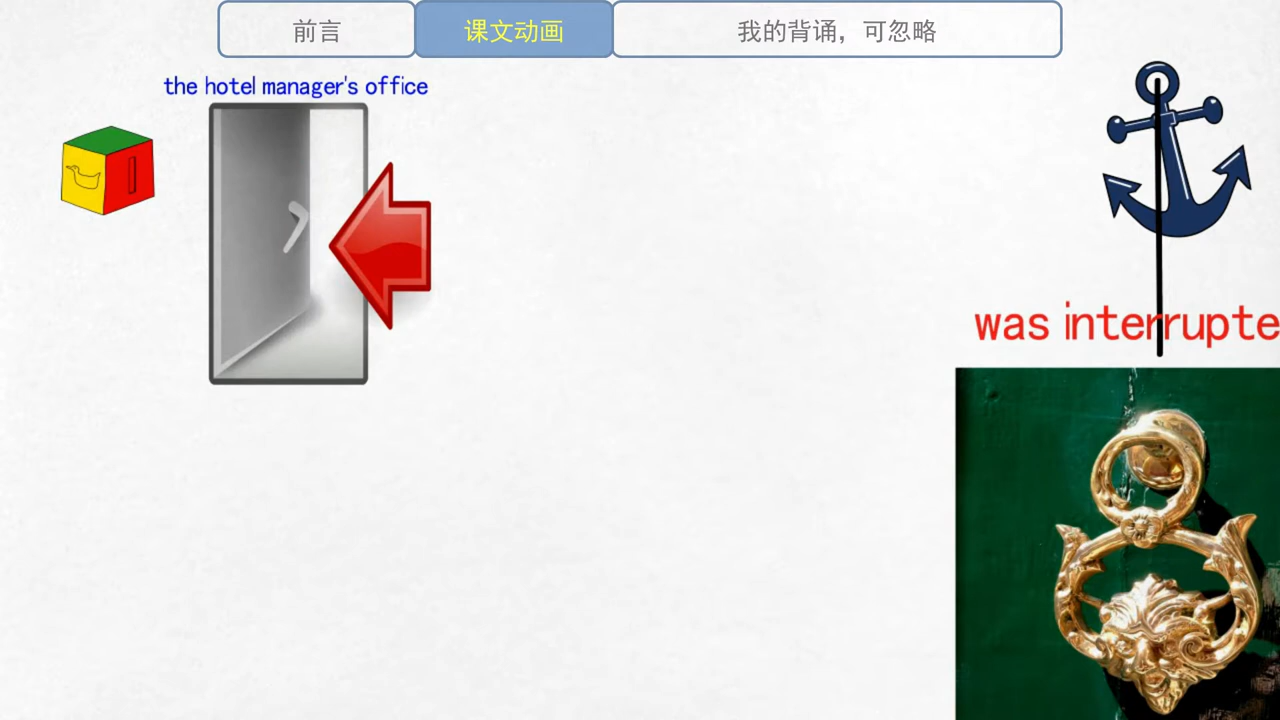 前言
课文动画
我的背诵，可忽略
the hotel manager's office
was interrupte